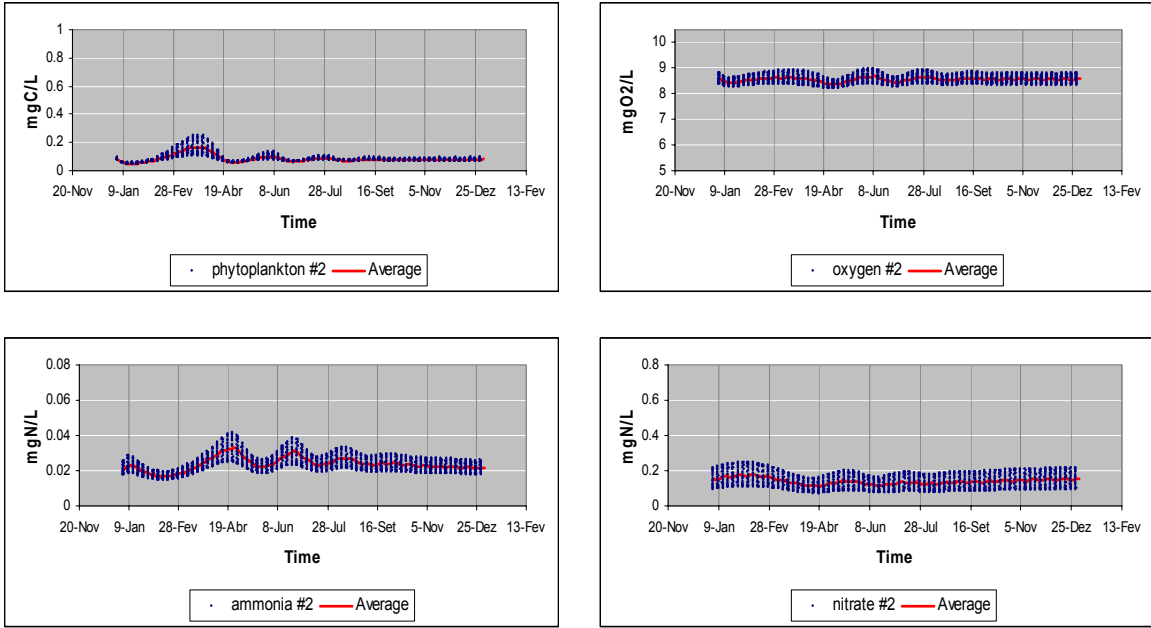 mgC/L
1
0.8
0.6
0.4
0.2
0
20-Nov 9-Jan 28-Fev 19-Abr 8-Jun 28-Jul 16-Set 5-Nov 25-Dez 13-Fev
Time
phytoplankton #2 Average
mgO2/L
10
9
8
7
6
5
20-Nov 9-Jan 28-Fev 19-Abr 8-Jun 28-Jul 16-Set 5-Nov 25-Dez 13-Fev
Time
oxygen #2 Average
mgN/L
0.08
0.06
0.04
0.02
0
20-Nov 9-Jan 28-Fev 19-Abr 8-Jun 28-Jul 16-Set 5-Nov 25-Dez 13-Fev
Time
ammonia #2 Average
mgN/L
0.8
0.6
0.4
0.2
0
20-Nov 9-Jan 28-Fev 19-Abr 8-Jun 28-Jul 16-Set 5-Nov 25-Dez 13-Fev
Time
nitrate #2 Average